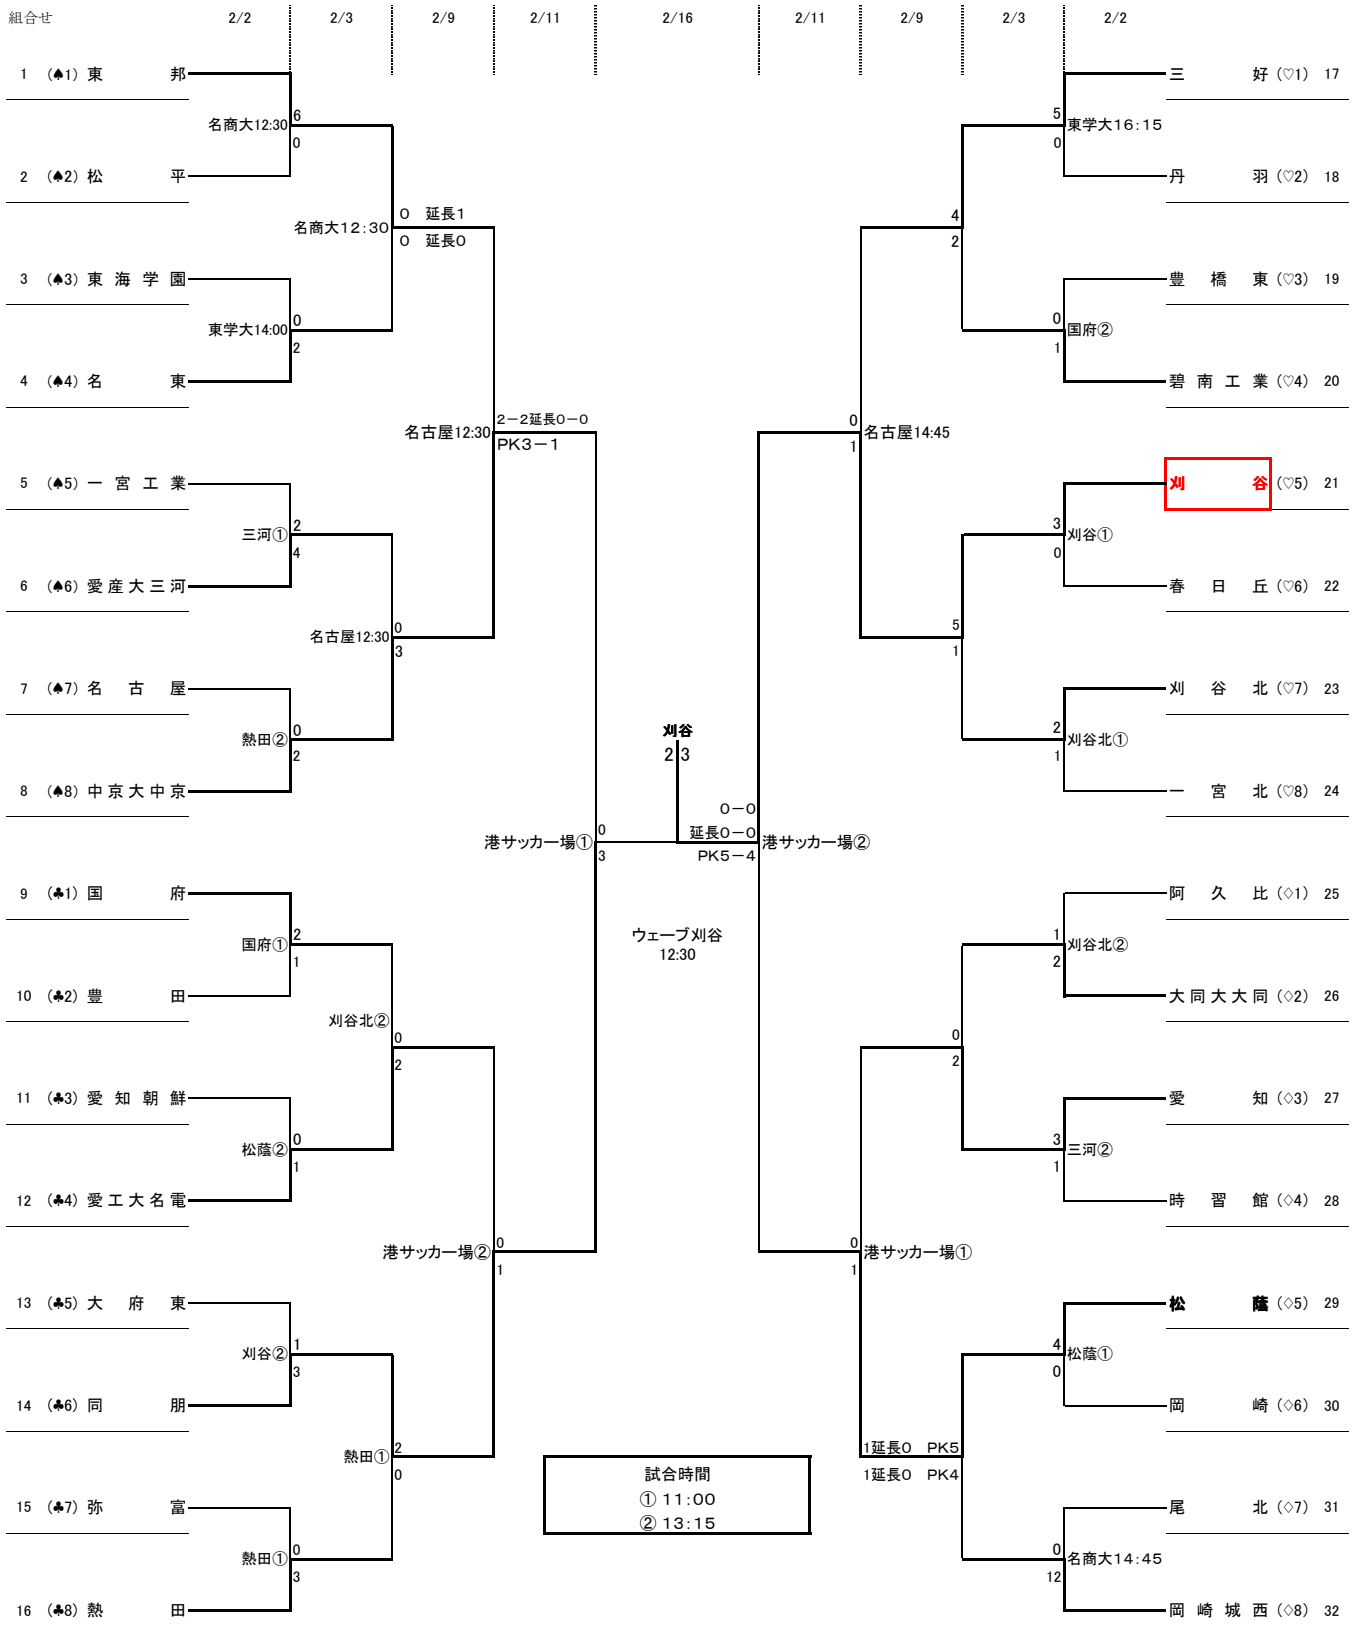 組合せ 2/2 2/3 2/9 2/11 2/16 2/11 2/9 2/3 2/2
1 (♠1) 東邦 三好 (♡1) 17
名商大12:30 6 5 東学大16:15
0 0
2 (♠2) 松平 丹羽 (♡2) 18
0 延長1 4
名商大12:30
0 延長0 2
3 (♠3) 東海学園 豊橋東 (♡3) 19
東学大14:00 0 0 国府②
2 1
4 (♠4) 名東 碧南工業 (♡4) 20
2-2延長0-0 0
名古屋12:30 名古屋14:45
PK3-1 1
5 (♠5) 一宮工業 刈谷 (♡5) 21
三河① 2 3 刈谷①
4 0
6 (♠6) 愛産大三河 春日丘 (♡6) 22
名古屋12:30 0 5
3 1
7 (♠7) 名古屋 刈谷北 (♡7) 23
刈谷
熱田② 0 2 刈谷北①
2 2 3 1
8 (♠8) 中京大中京 一宮北 (♡8) 24
0-0
0 延長0-0
港サッカー場① 港サッカー場②
3 PK5-4
9 (♣1) 国府 阿久比 (◇1) 25
国府① 2 1 刈谷北②
ウェーブ刈谷
12:30
1 2
10 (♣2) 豊田 大同大大同 (◇2) 26
刈谷北②
0 0
2 2
11 (♣3) 愛知朝鮮 愛知 (◇3) 27
松蔭② 0 3 三河②
1 1
12 (♣4) 愛工大名電 時習館 (◇4) 28
港サッカー場② 0 0 港サッカー場①
1 1
13 (♣5) 大府東 松蔭 (◇5) 29
刈谷② 1 4 松蔭①
3 0
14 (♣6) 同朋 岡崎 (◇6) 30
熱田① 2 1延長0 PK5
0 1延長0 PK4
試合時間
① 11:00
② 13:15
15 (♣7) 弥富 尾北 (◇7) 31
熱田① 0 0 名商大14:45
3 12
16 (♣8) 熱田 岡崎城西 (◇8) 32